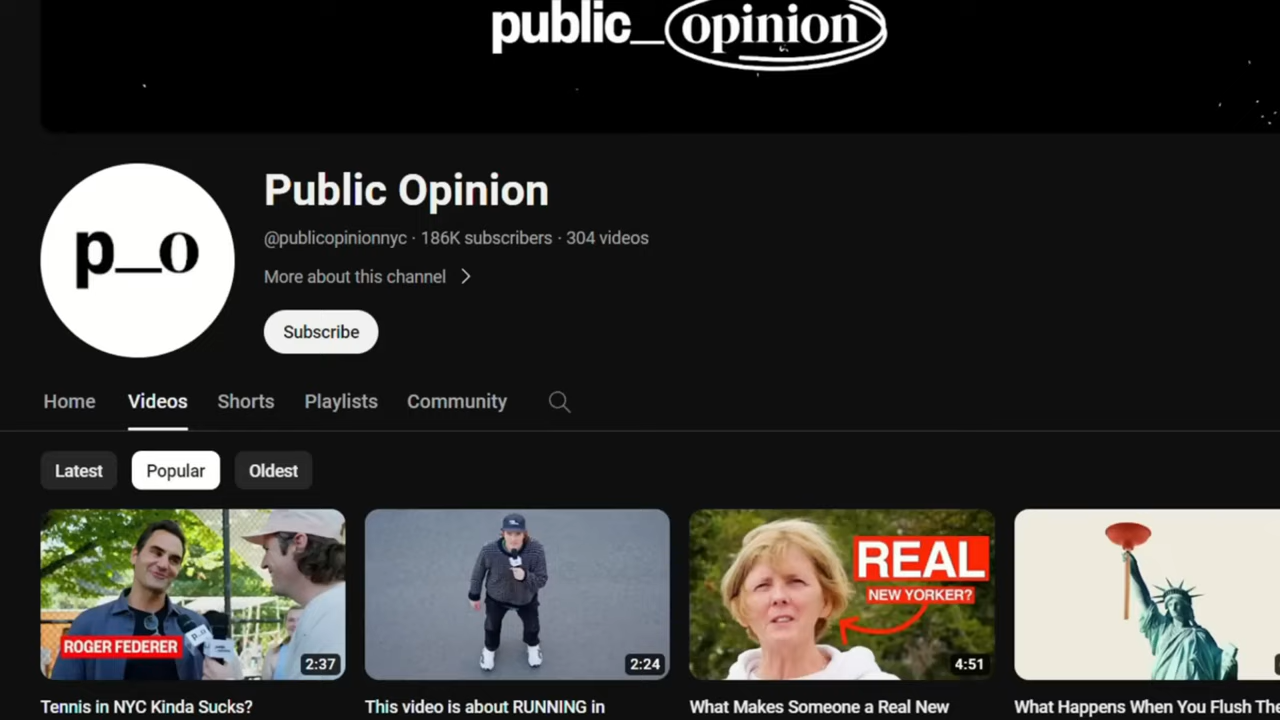 public_opinion
p_o
Public Opinion
@publicopinionnyc · 186K subscribers · 304 videos
More about this channel
Subscribe
Home Videos Shorts Playlists Community
Latest Popular Oldest
ROGER FEDERER
p_o
2:37
2:24
REAL
NEW YORKER?
4:51
Tennis in NYC Kinda Sucks?
This video is about RUNNING in
What Makes Someone a Real New
What Happens When You Flush The